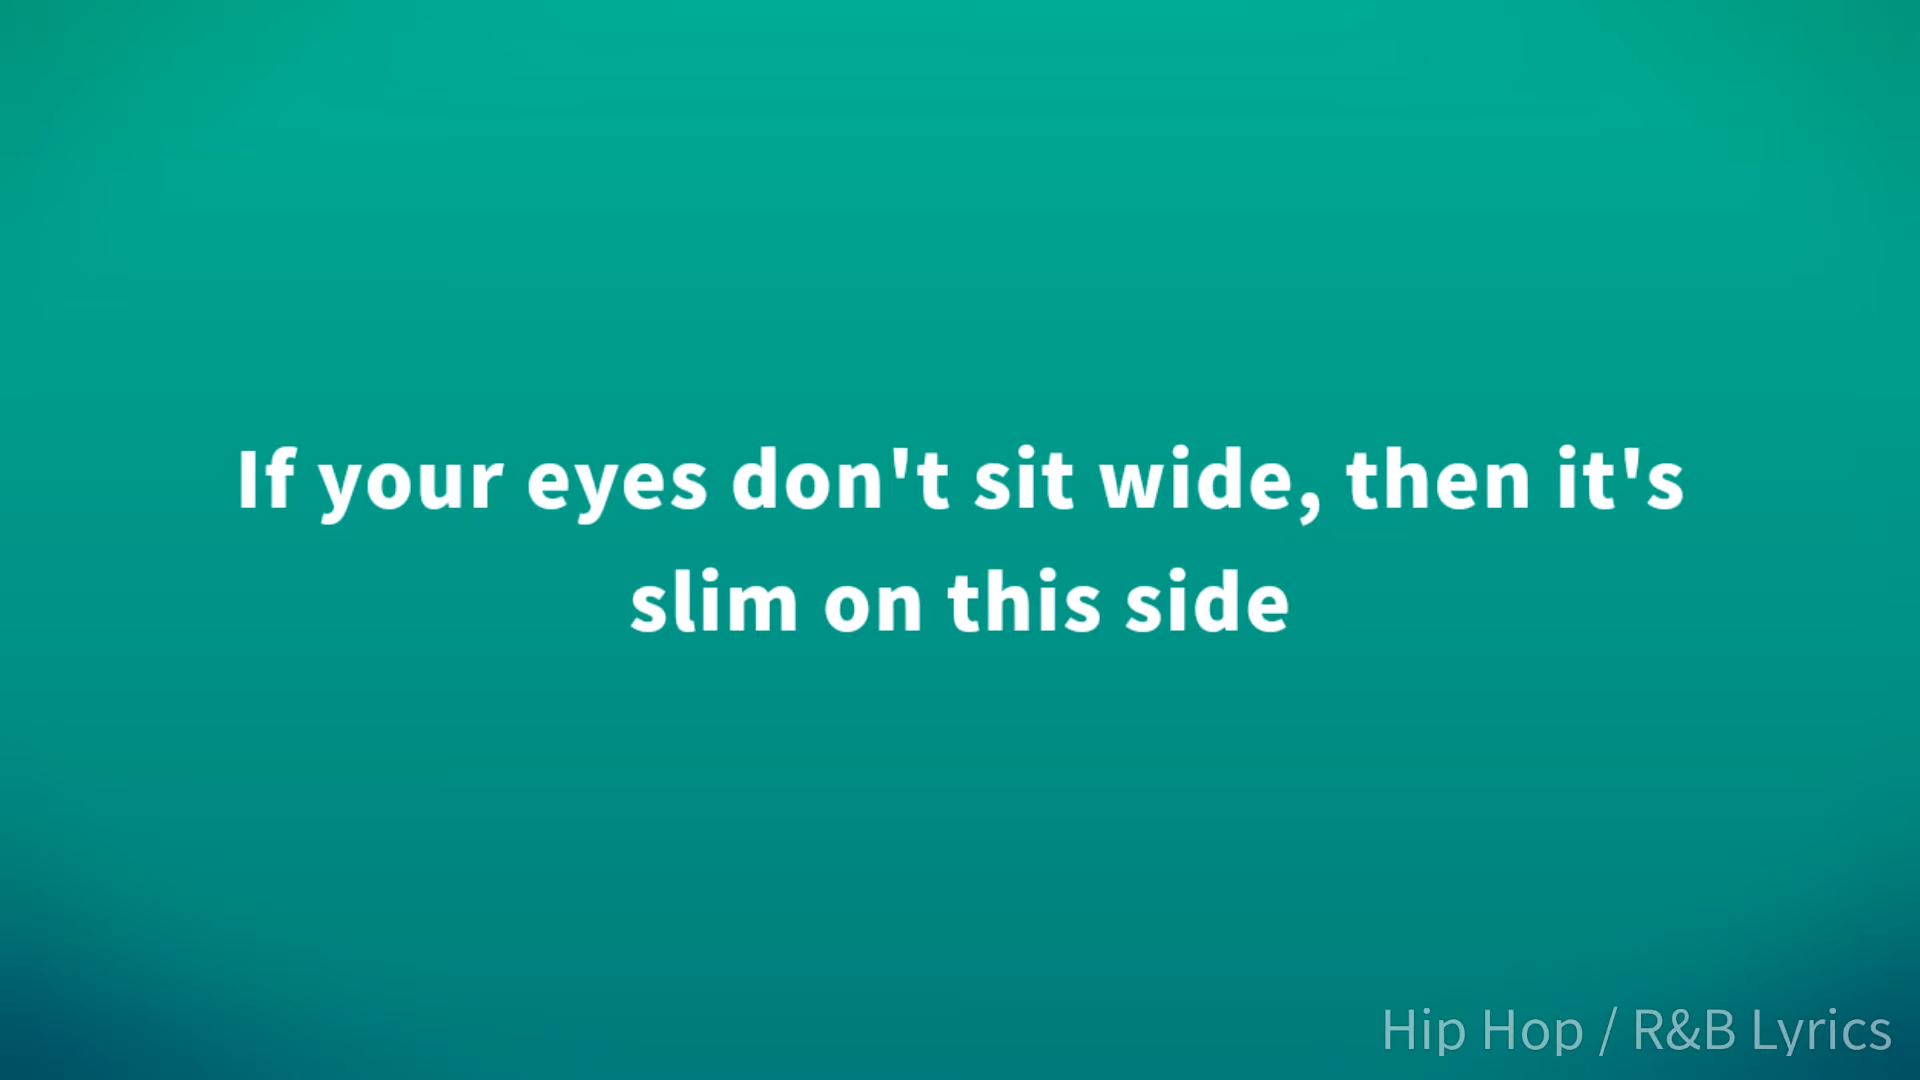 If your eyes don't sit wide, then it's
slim on this side
Hip Hop / R&B Lyrics